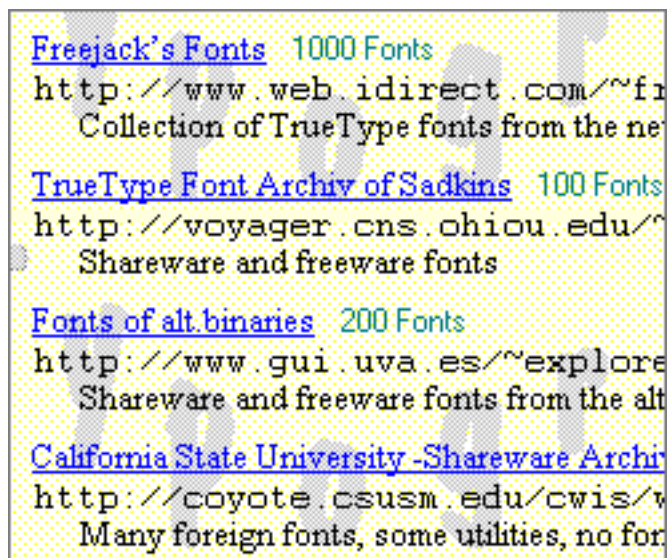 Freejack's Fonts 1000 Fonts
http://www.web.idirect.com/~fr
Collection of TrueType fonts from the ne
TrueType Font Archiv of Sadkins 100 Fonts
http://voyager.cns.ohiou.edu/~
Shareware and freeware fonts
Fonts of alt.binaries 200 Fonts
http://www.gui.uva.es/~explore
Shareware and freeware fonts from the alt
California State University -Shareware Archiv
http://coyote.csusm.edu/cwis/w
Many foreign fonts, some utilities, no for